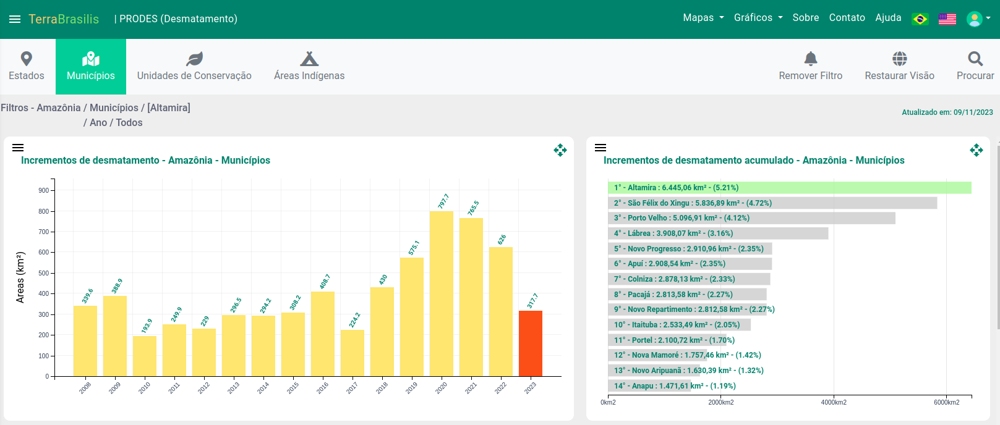 TerraBrasilis | PRODES (Desmatamento) Mapas Gráficos Sobre Contato Ajuda
Estados Municípios Unidades de Conservação Áreas Indígenas Remover Filtro Restaurar Visão Procurar
Filtros - Amazônia / Municípios / [Altamira]
/ Ano / Todos
Atualizado em: 09/11/2023
Incrementos de desmatamento - Amazônia - Municípios
Areas (km²)
900
800
700
600
500
400
300
200
100
0
339.6
388.9
193.9
249.9
229
296.5
294.2
308.2
408.7
224.2
430
575.1
797.7
765.5
626
317.7
2008 2009 2010 2011 2012 2013 2014 2015 2016 2017 2018 2019 2020 2021 2022 2023
Incrementos de desmatamento acumulado - Amazônia - Municípios
1° - Altamira : 6.445,06 km² - (5.21%)
2° - São Félix do Xingu : 5.836,89 km² - (4.72%)
3° - Porto Velho : 5.096,91 km² - (4.12%)
4° - Lábrea : 3.908,07 km² - (3.16%)
5° - Novo Progresso : 2.910,96 km² - (2.35%)
6° - Apuí : 2.908,54 km² - (2.35%)
7° - Colniza : 2.878,13 km² - (2.33%)
8° - Pacajá : 2.813,58 km² - (2.27%)
9° - Novo Repartimento : 2.812,58 km² - (2.27%)
10° - Itaituba : 2.533,49 km² - (2.05%)
11° - Portel : 2.100,72 km² - (1.70%)
12° - Nova Mamoré : 1.757,46 km² - (1.42%)
13° - Novo Aripuanã : 1.630,39 km² - (1.32%)
14° - Anapu : 1.471,61 km² - (1.19%)
0km2 2000km2 4000km2 6000km2